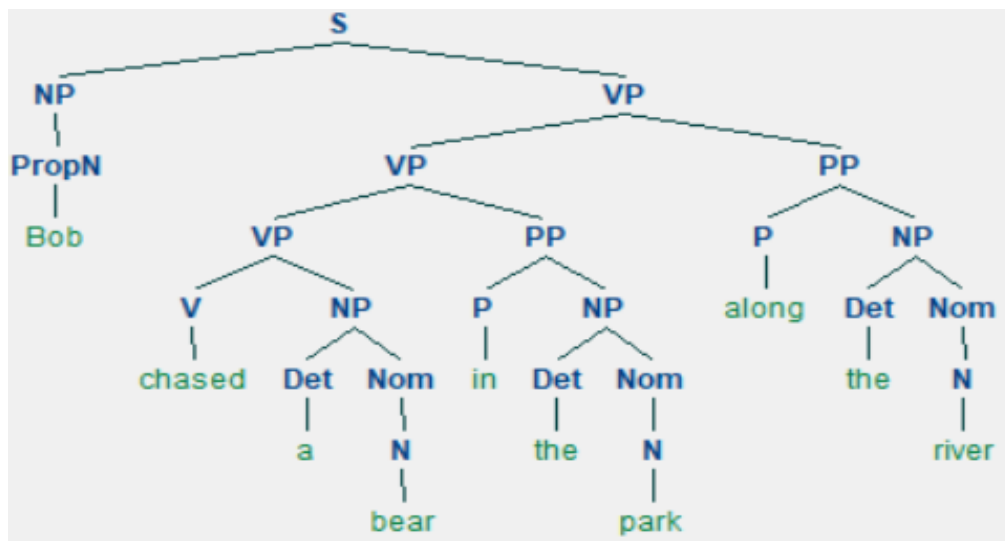 S
NP VP
PropN VP PP
Bob VP PP P NP
V NP P NP along Det Nom
chased Det Nom in Det Nom the N
a N the N river
bear park